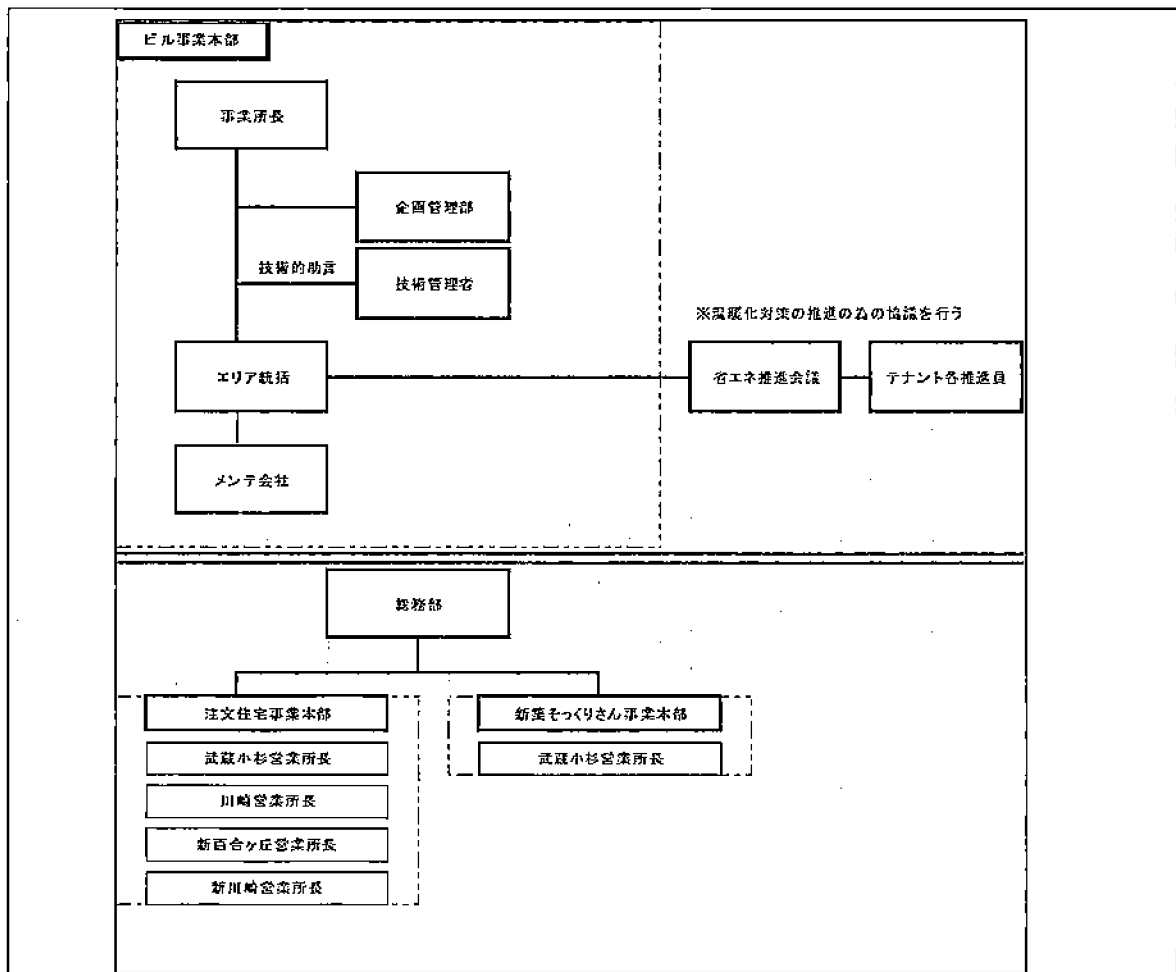 ビル事業本部
事業所長
企画管理部
技術的助言
技術管理者
※温暖化対策の推進の為の協議を行う
エリア統括
省エネ推進会議
テナント各推進員
メンテ会社
総務部
注文住宅事業本部
新築そっくりさん事業本部
武蔵小杉営業所長
武蔵小杉営業所長
川崎営業所長
新百合ヶ丘営業所長
新川崎営業所長